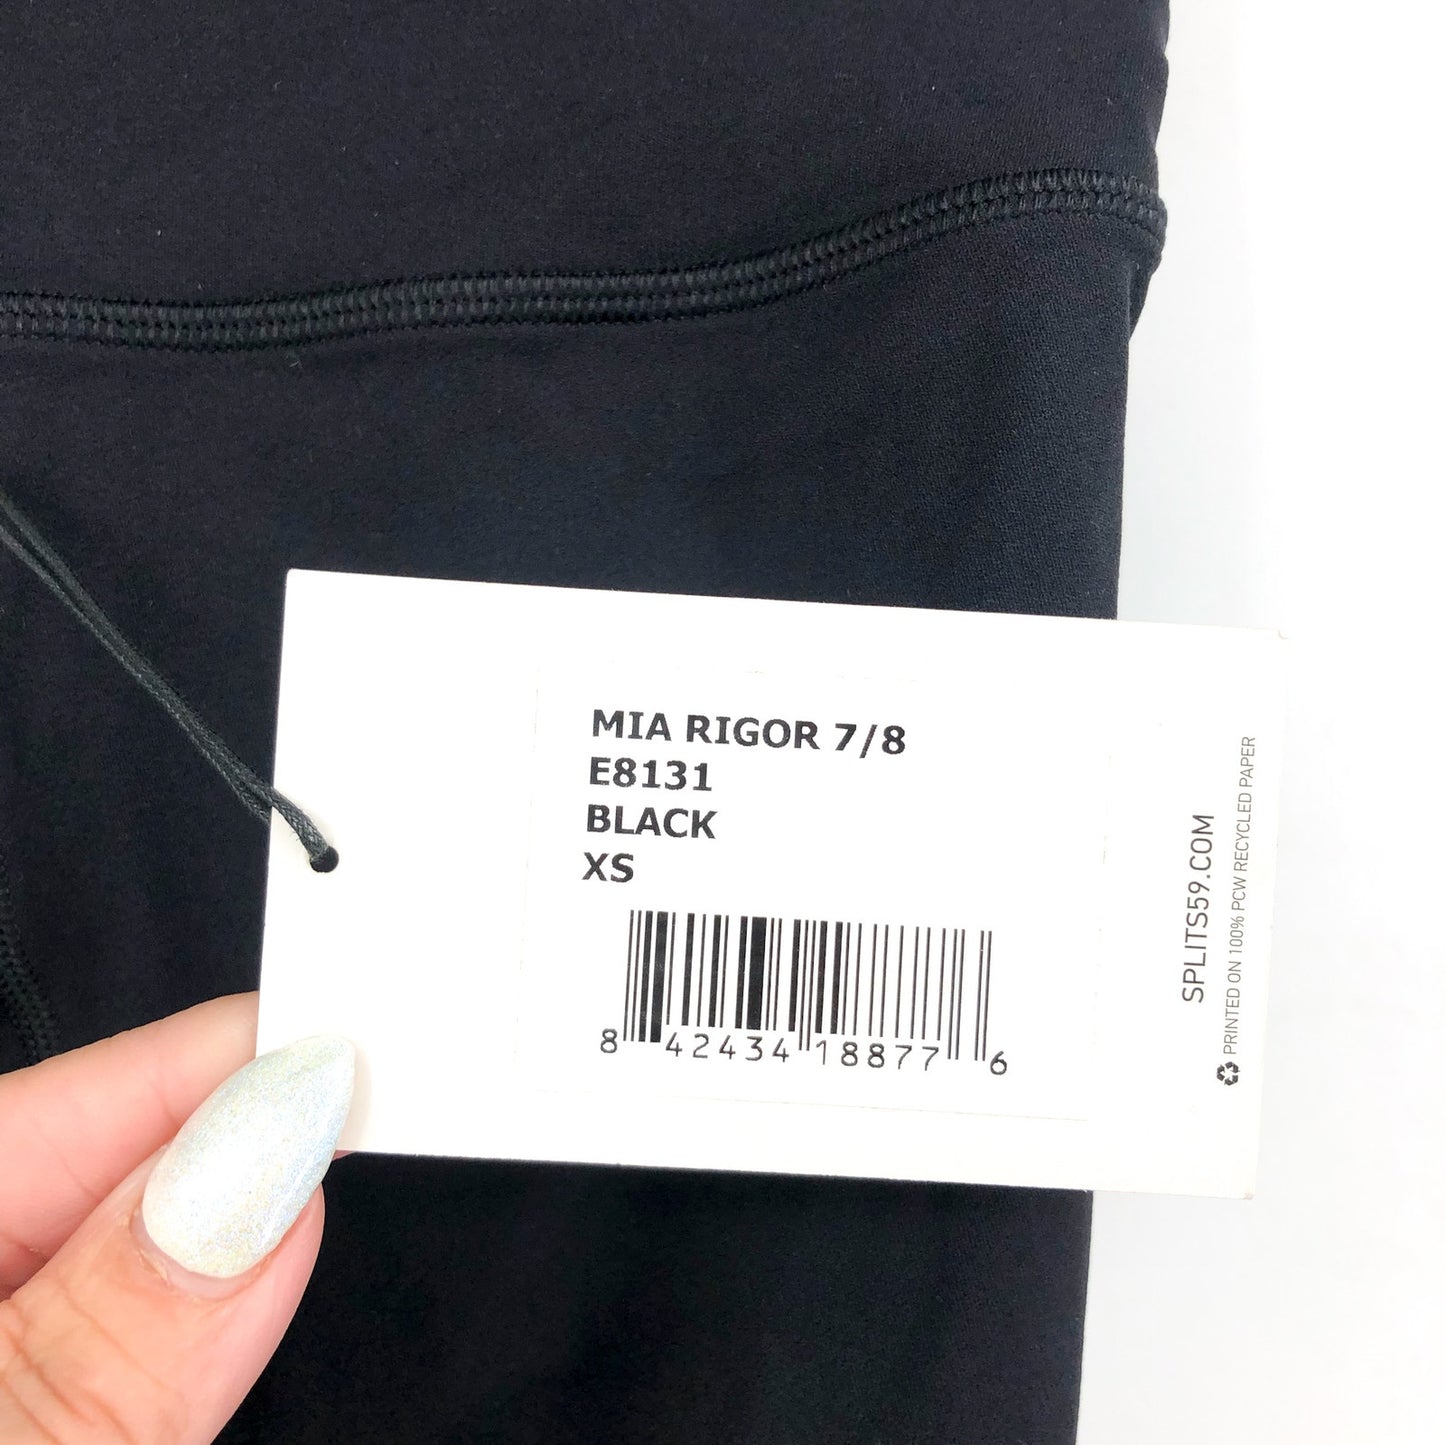 MIA RIGOR 7/8
E8131
BLACK
XS
8 42434 18877 6
SPLITS59.COM
PRINTED ON 100% PCW RECYCLED PAPER